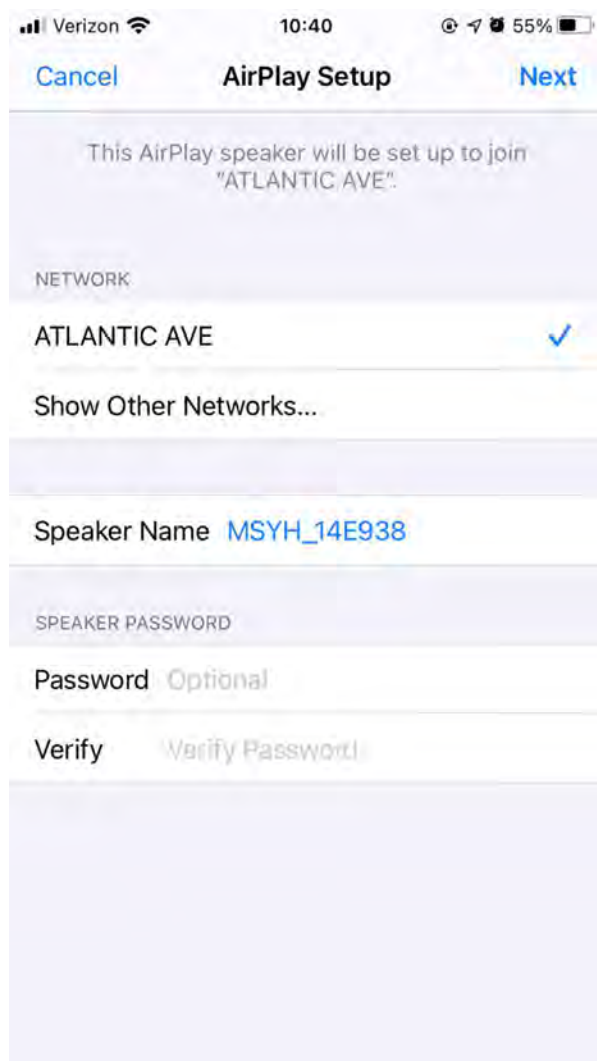 Verizon 10:40 55%
Cancel AirPlay Setup Next
This AirPlay speaker will be set up to join
"ATLANTIC AVE".
NETWORK
ATLANTIC AVE
Show Other Networks...
Speaker Name MSYH_14E938
SPEAKER PASSWORD
Password Optional
Verify Verify Password